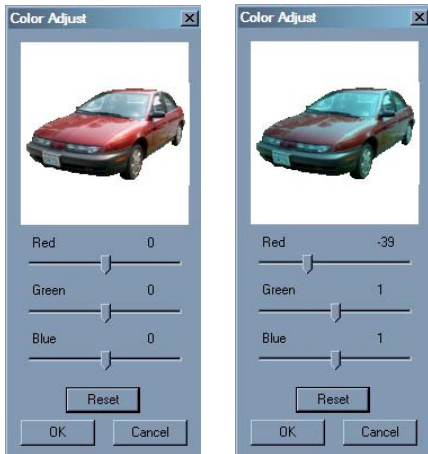 Color Adjust
Red 0
Green 0
Blue 0
Reset
OK Cancel
Color Adjust
Red -39
Green 1
Blue 1
Reset
OK Cancel